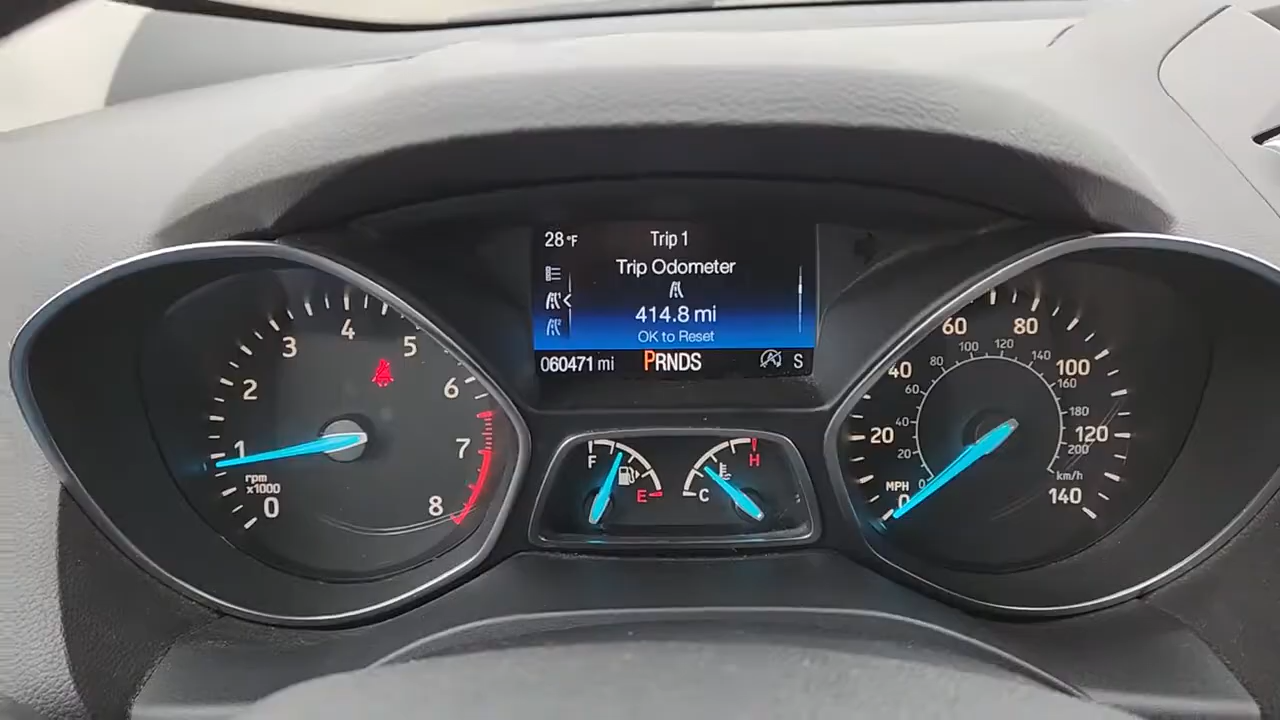 28°F Trip 1
Trip Odometer
414.8 mi
OK to Reset
060471 mi PRNDS S
0 1 2 3 4 5 6 7 8
rpm
x1000
F E
C H
0 20 40 60 80 100 120 140
MPH
0 20 40 60 80 100 120 140 160 180 200
km/h